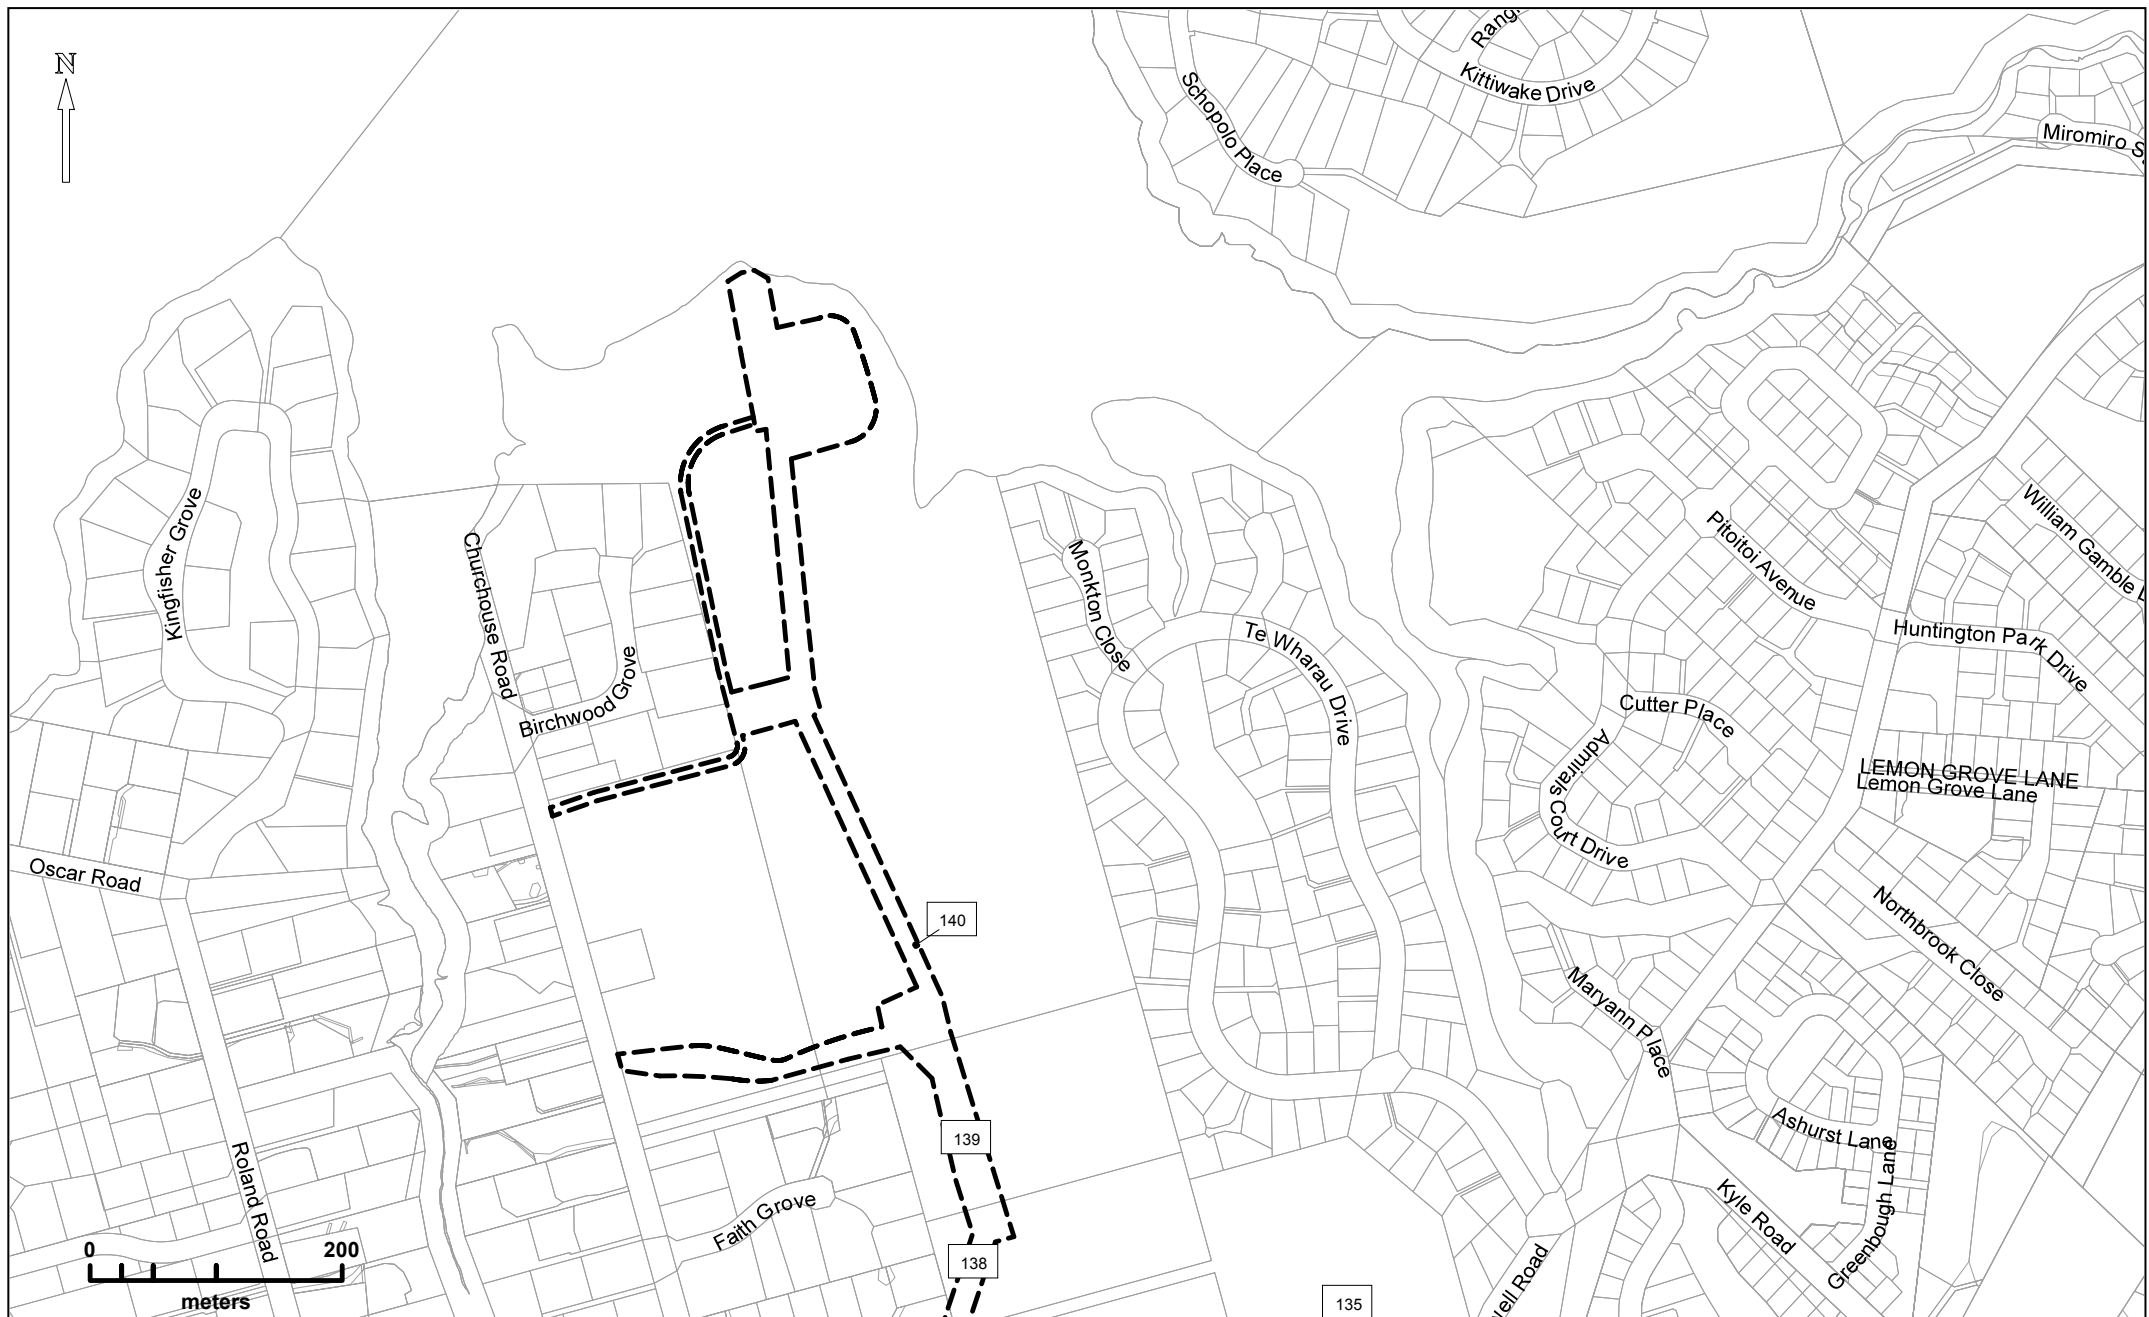 N
Kittiwake Drive
Schopolo Place
Miromiro
Kingfisher Grove
Churchouse Road
Birchwood Grove
Monkton Close
Te Wharau Drive
Pitoitoi Avenue
William Gamble
Huntington Park Drive
Cutter Place
Admirals Court Drive
LEMON GROVE LANE
Lemon Grove Lane
Oscar Road
Northbrook Close
140
Maryann Place
Ashurst Lane
139
Roland Road
Faith Grove
Kyle Road
Greenbough Lane
138
0 200
meters
135
Road